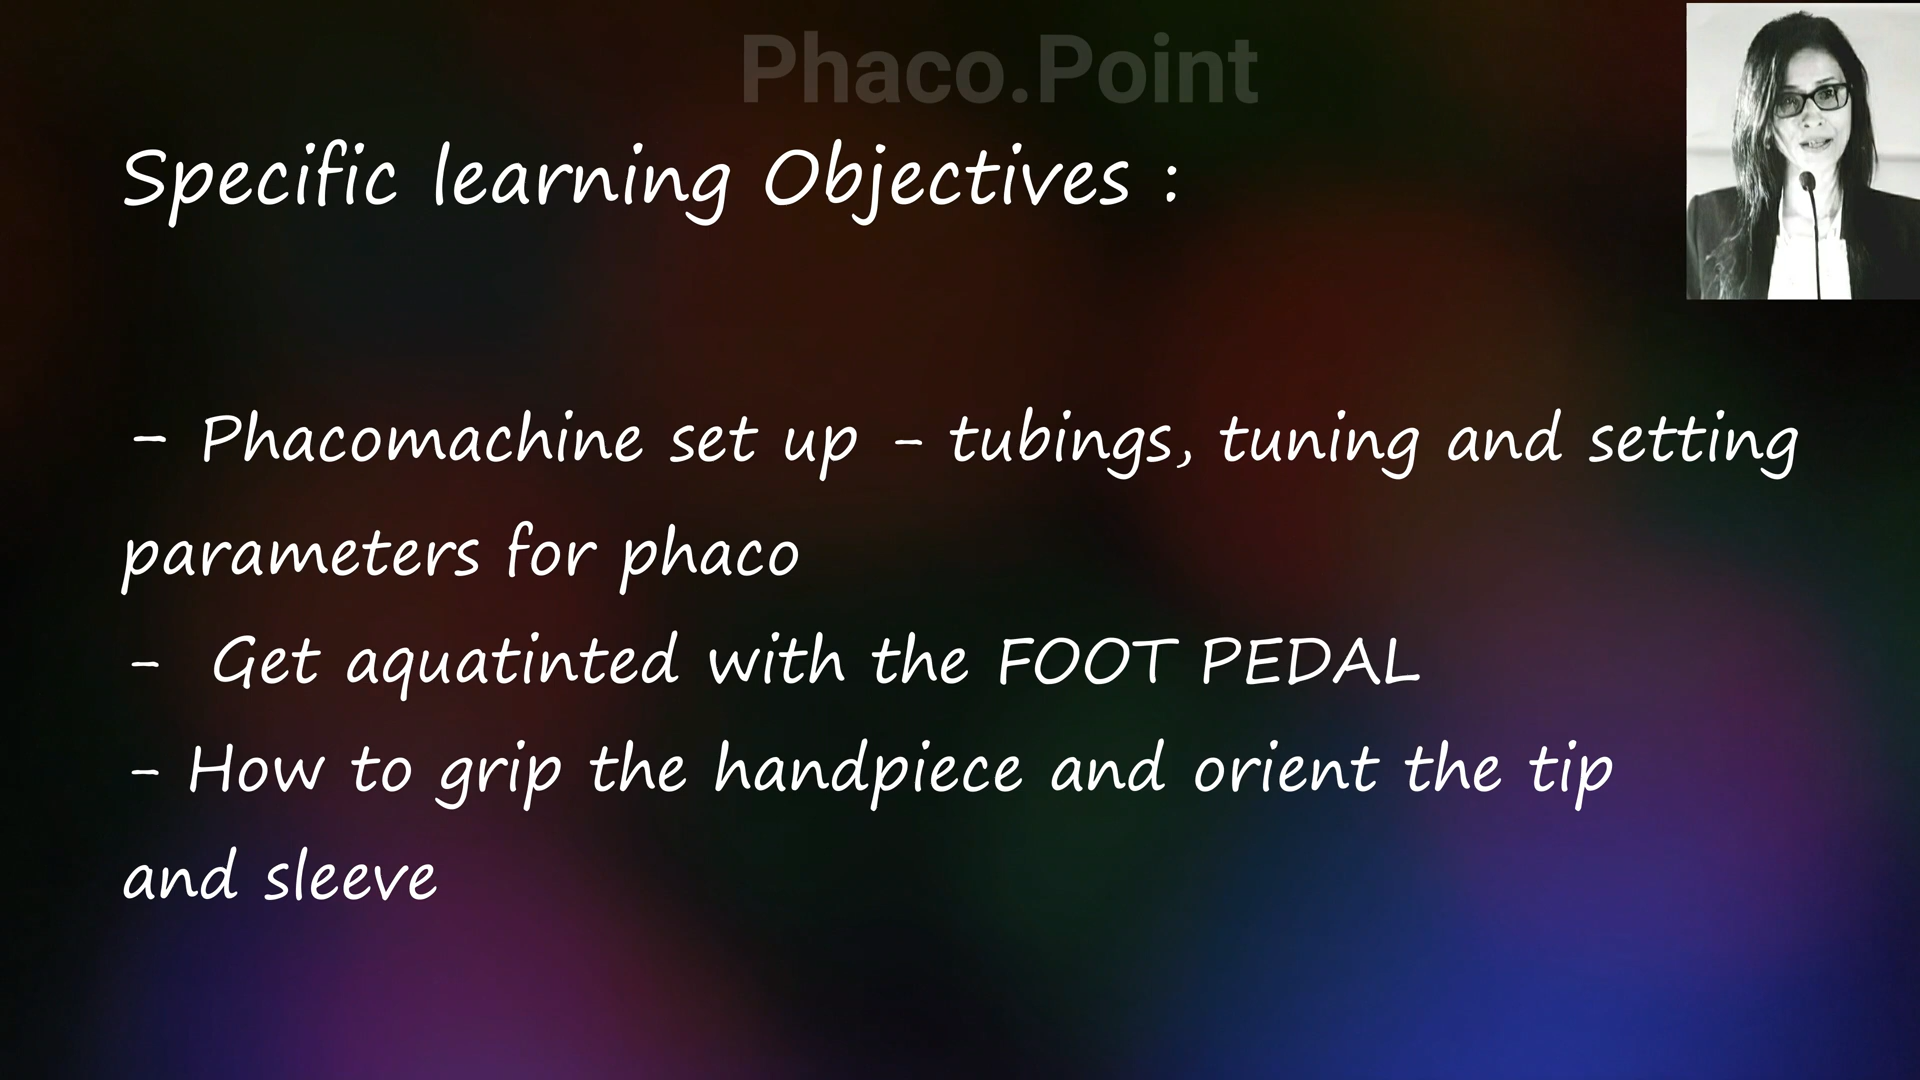 Phaco.Point
Specific learning Objectives :
- Phacomachine set up - tubings, tuning and setting
parameters for phaco
- Get aquatinted with the FOOT PEDAL
- How to grip the handpiece and orient the tip
and sleeve